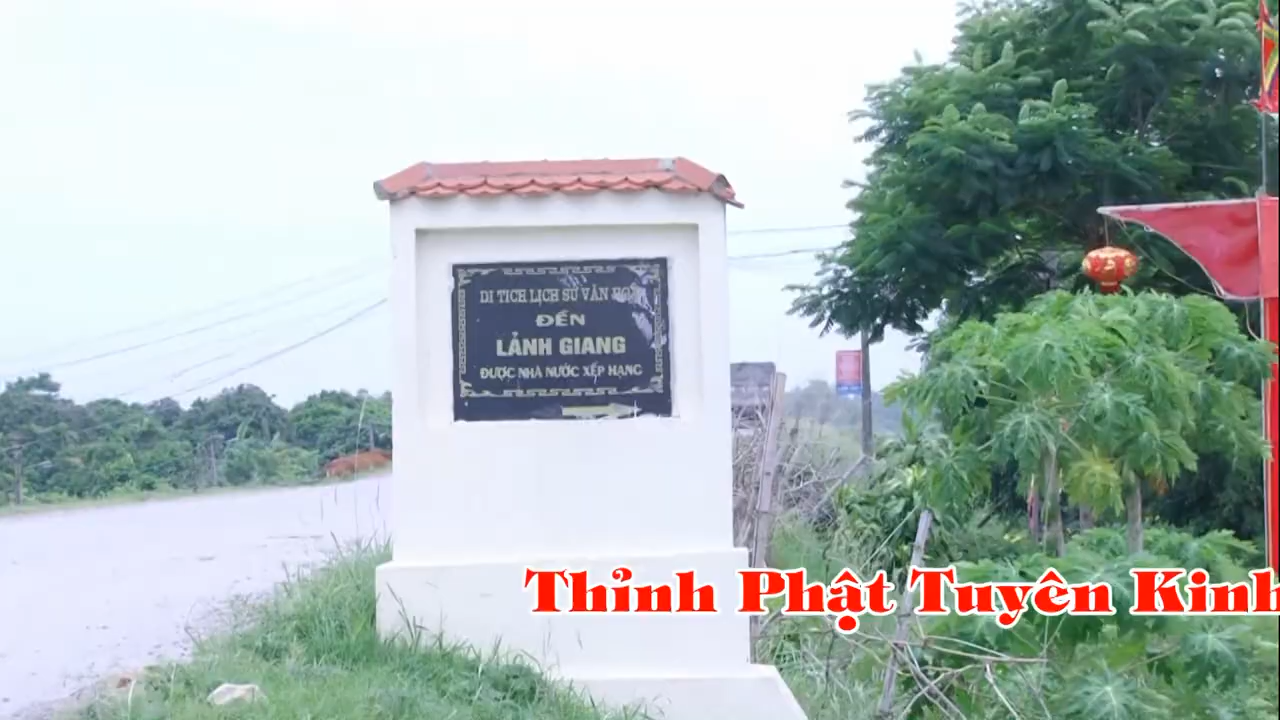 DI TÍCH LỊCH SỬ VĂN HOÁ
ĐỀN
LẢNH GIANG
ĐƯỢC NHÀ NƯỚC XẾP HẠNG
Thỉnh Phật Tuyên Kinh